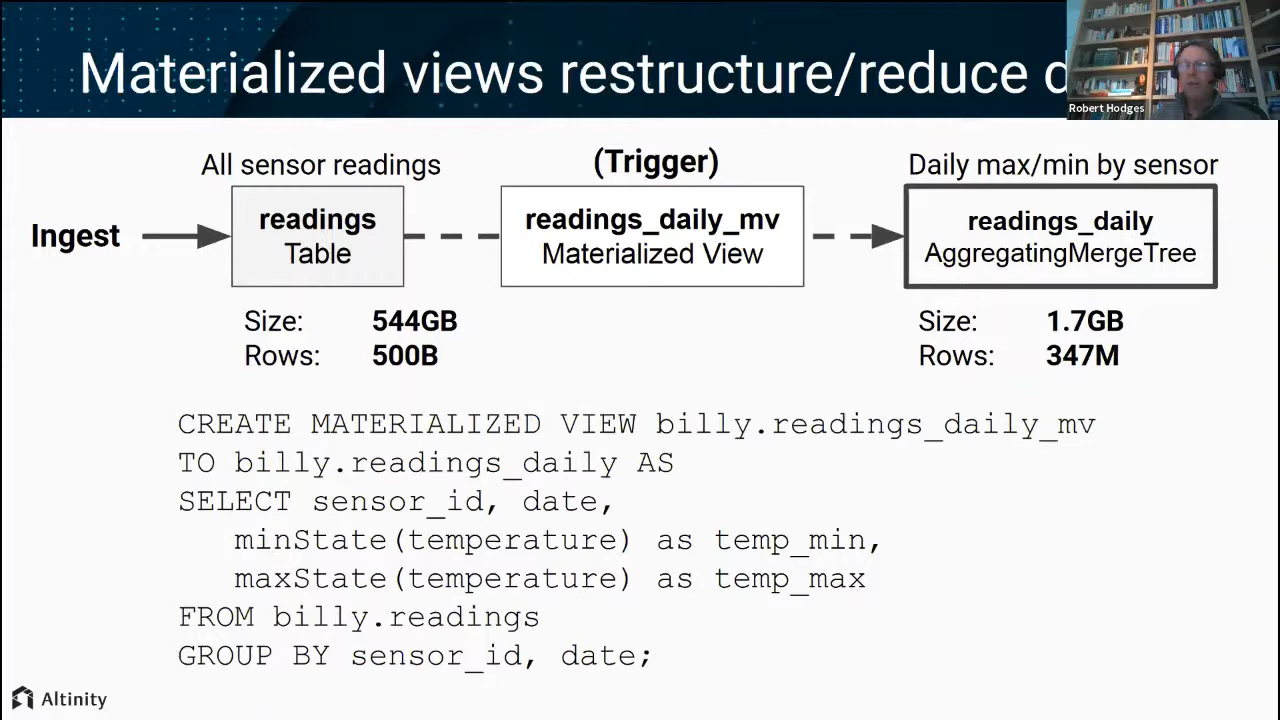 Materialized views restructure/reduce
Robert Hodges
All sensor readings
(Trigger)
Daily max/min by sensor
Ingest
readings
Table
readings_daily_mv
Materialized View
readings_daily
AggregatingMergeTree
Size: 544GB
Rows: 500B
Size: 1.7GB
Rows: 347M
CREATE MATERIALIZED VIEW billy.readings_daily_mv
TO billy.readings_daily AS
SELECT sensor_id, date,
minState(temperature) as temp_min,
maxState(temperature) as temp_max
FROM billy.readings
GROUP BY sensor_id, date;
Altinity